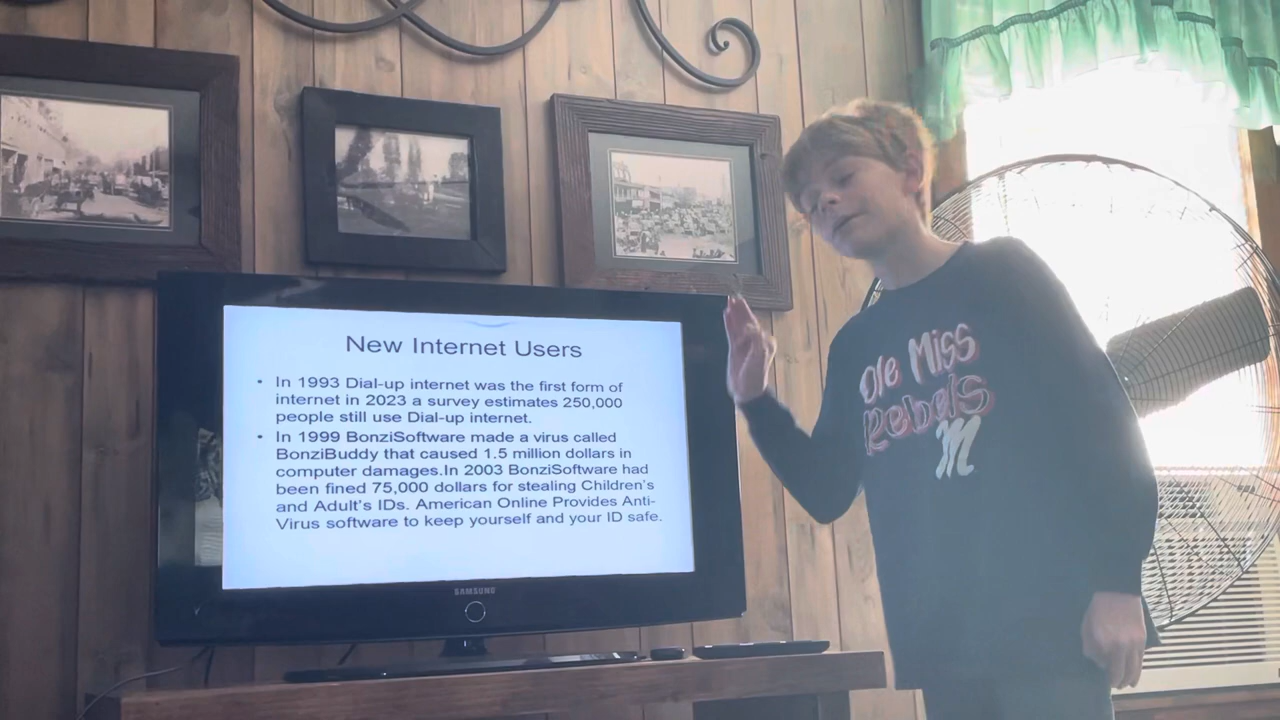 New Internet Users
• In 1993 Dial-up internet was the first form of
internet in 2023 a survey estimates 250,000
people still use Dial-up internet.
• In 1999 BonziSoftware made a virus called
BonziBuddy that caused 1.5 million dollars in
computer damages.In 2003 BonziSoftware had
been fined 75,000 dollars for stealing Children's
and Adult's IDs. American Online Provides Anti-
Virus software to keep yourself and your ID safe.
SAMSUNG
Ole Miss
Rebels
M